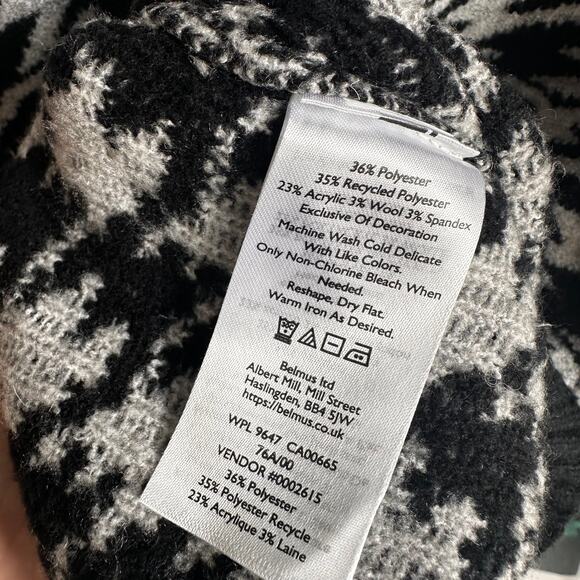 36% Polyester
35% Recycled Polyester
23% Acrylic 3% Wool 3% Spandex
Exclusive Of Decoration
Machine Wash Cold Delicate
With Like Colors.
Only Non-Chlorine Bleach When
Needed.
Reshape, Dry Flat.
Warm Iron As Desired.
Belmus ltd
Albert Mill, Mill Street
Haslingden, BB4 5JW
https://belmus.co.uk
WPL 9647 CA00665
76A/00
VENDOR #0002615
36% Polyester
35% Polyester Recycle
23% Acrylique 3% Laine